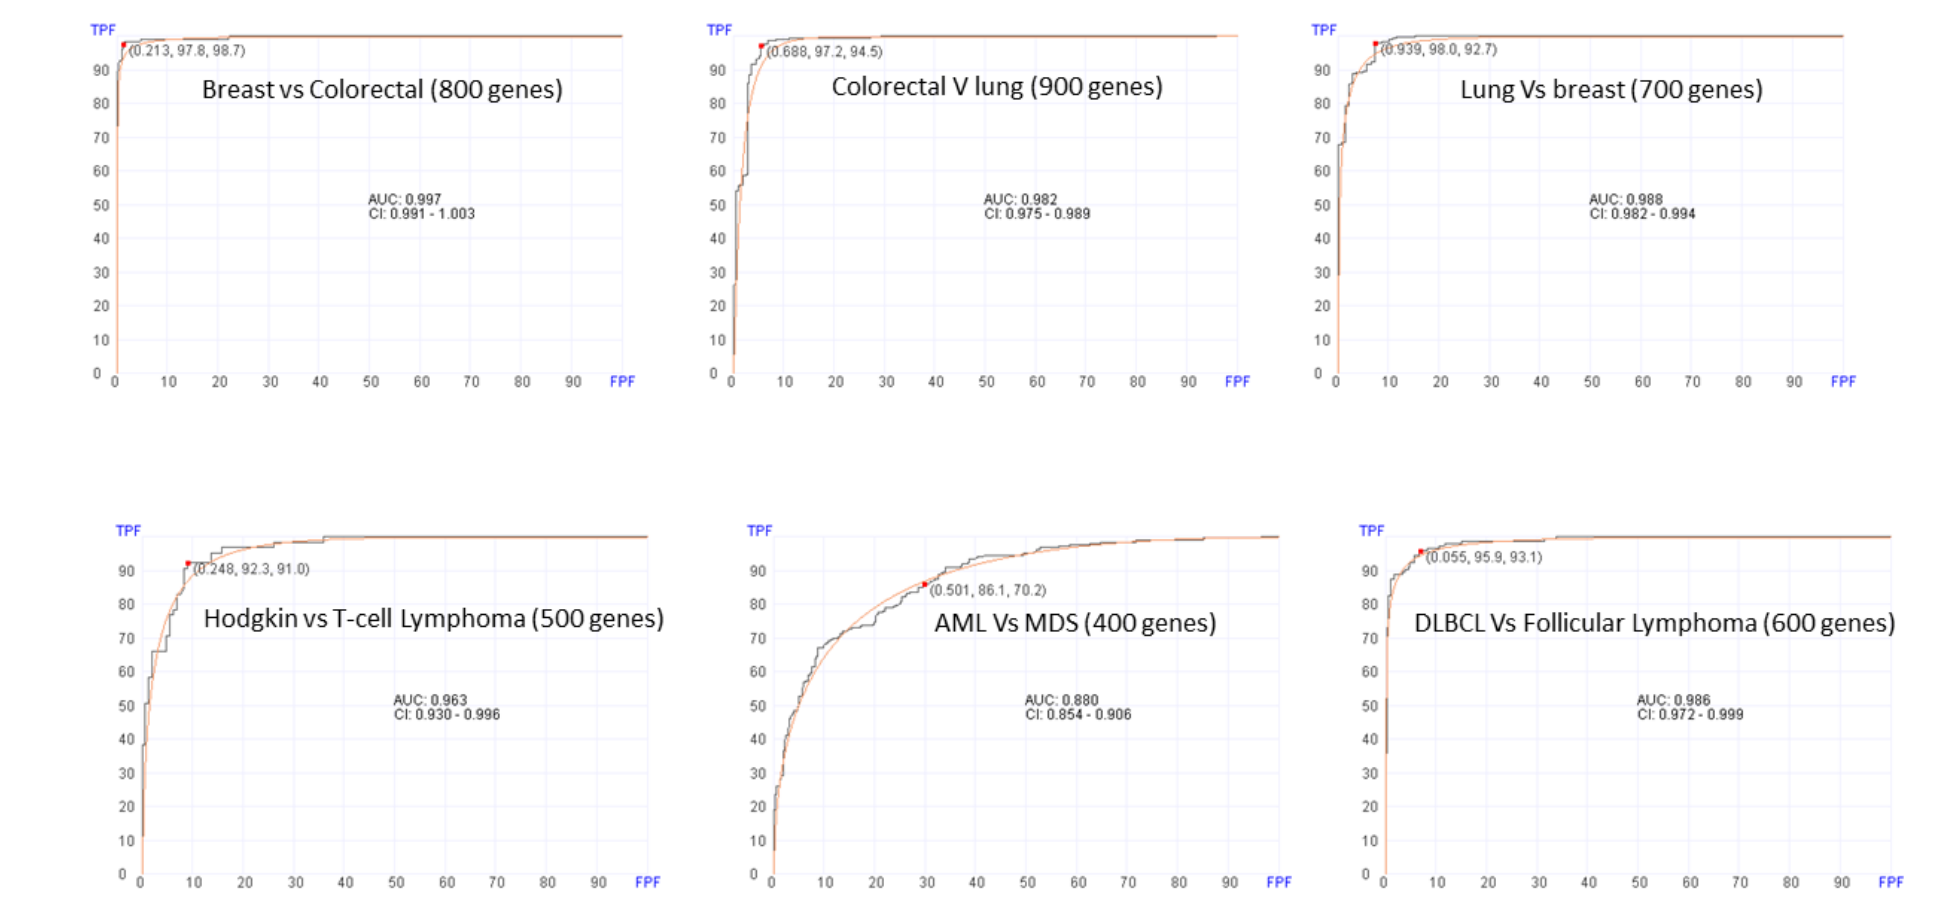 TPF
(0.213, 97.8, 98.7)
Breast vs Colorectal (800 genes)
AUC: 0.997
CI: 0.991 - 1.003
90
80
70
60
50
40
30
20
10
0
0 10 20 30 40 50 60 70 80 90 FPF
TPF
(0.688, 97.2, 94.5)
Colorectal V lung (900 genes)
AUC: 0.982
CI: 0.975 - 0.989
90
80
70
60
50
40
30
20
10
0
0 10 20 30 40 50 60 70 80 90 FPF
TPF
(0.939, 98.0, 92.7)
Lung Vs breast (700 genes)
AUC: 0.988
CI: 0.982 - 0.994
90
80
70
60
50
40
30
20
10
0
0 10 20 30 40 50 60 70 80 90 FPF
TPF
(0.248, 92.3, 91.0)
Hodgkin vs T-cell Lymphoma (500 genes)
AUC: 0.963
CI: 0.930 - 0.996
90
80
70
60
50
40
30
20
10
0
0 10 20 30 40 50 60 70 80 90 FPF
TPF
(0.501, 86.1, 70.2)
AML Vs MDS (400 genes)
AUC: 0.880
CI: 0.854 - 0.906
90
80
70
60
50
40
30
20
10
0
0 10 20 30 40 50 60 70 80 90 FPF
TPF
(0.055, 95.9, 93.1)
DLBCL Vs Follicular Lymphoma (600 genes)
AUC: 0.986
CI: 0.972 - 0.999
90
80
70
60
50
40
30
20
10
0
0 10 20 30 40 50 60 70 80 90 FPF